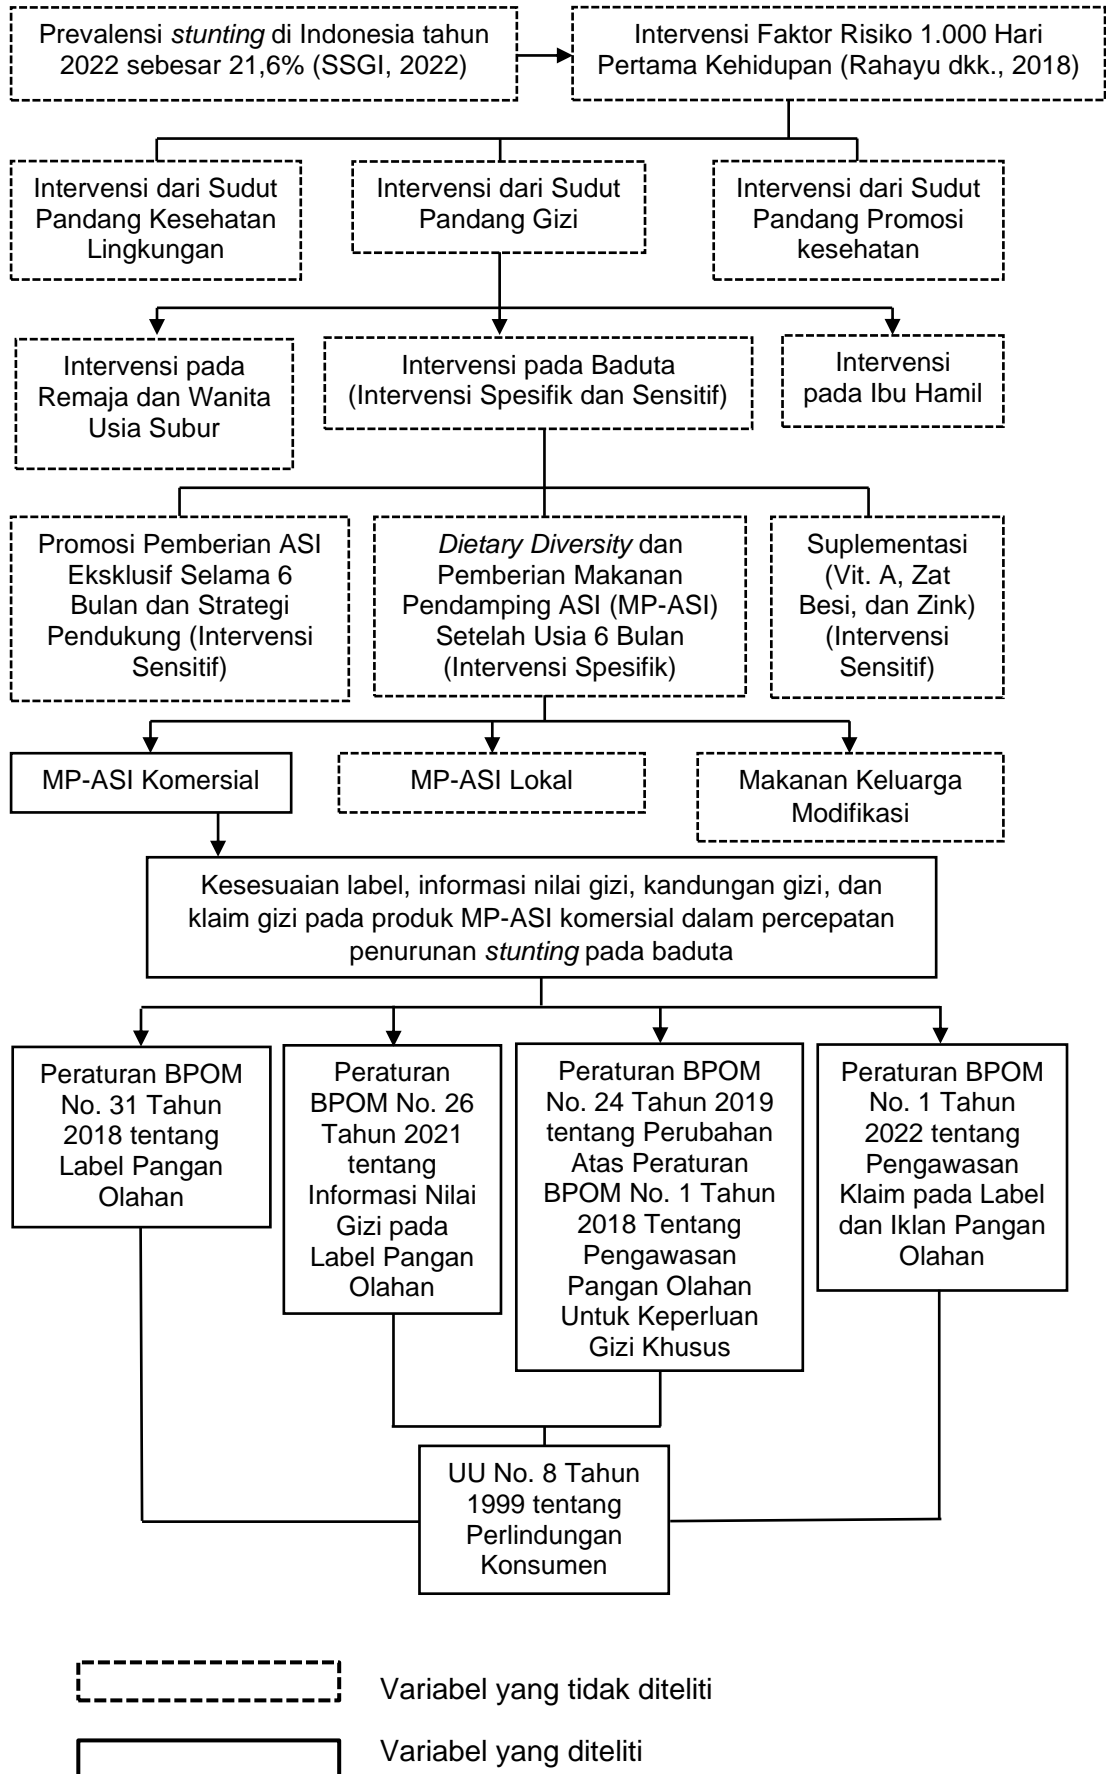 Prevalensi stunting di Indonesia tahun
2022 sebesar 21,6% (SSGI, 2022)
Intervensi Faktor Risiko 1.000 Hari
Pertama Kehidupan (Rahayu dkk., 2018)
Intervensi dari Sudut
Pandang Kesehatan
Lingkungan
Intervensi dari Sudut
Pandang Gizi
Intervensi dari Sudut
Pandang Promosi
kesehatan
Intervensi pada
Remaja dan Wanita
Usia Subur
Intervensi pada Baduta
(Intervensi Spesifik dan Sensitif)
Intervensi
pada Ibu Hamil
Promosi Pemberian ASI
Eksklusif Selama 6
Bulan dan Strategi
Pendukung (Intervensi
Sensitif)
Dietary Diversity dan
Pemberian Makanan
Pendamping ASI (MP-ASI)
Setelah Usia 6 Bulan
(Intervensi Spesifik)
Suplementasi
(Vit. A, Zat
Besi, dan Zink)
(Intervensi
Sensitif)
MP-ASI Komersial
MP-ASI Lokal
Makanan Keluarga
Modifikasi
Kesesuaian label, informasi nilai gizi, kandungan gizi, dan
klaim gizi pada produk MP-ASI komersial dalam percepatan
penurunan stunting pada baduta
Peraturan BPOM
No. 31 Tahun
2018 tentang
Label Pangan
Olahan
Peraturan
BPOM No. 26
Tahun 2021
tentang
Informasi Nilai
Gizi pada
Label Pangan
Olahan
Peraturan BPOM
No. 24 Tahun 2019
tentang Perubahan
Atas Peraturan
BPOM No. 1 Tahun
2018 Tentang
Pengawasan
Pangan Olahan
Untuk Keperluan
Gizi Khusus
Peraturan BPOM
No. 1 Tahun
2022 tentang
Pengawasan
Klaim pada Label
dan Iklan Pangan
Olahan
UU No. 8 Tahun
1999 tentang
Perlindungan
Konsumen
Variabel yang tidak diteliti
Variabel yang diteliti